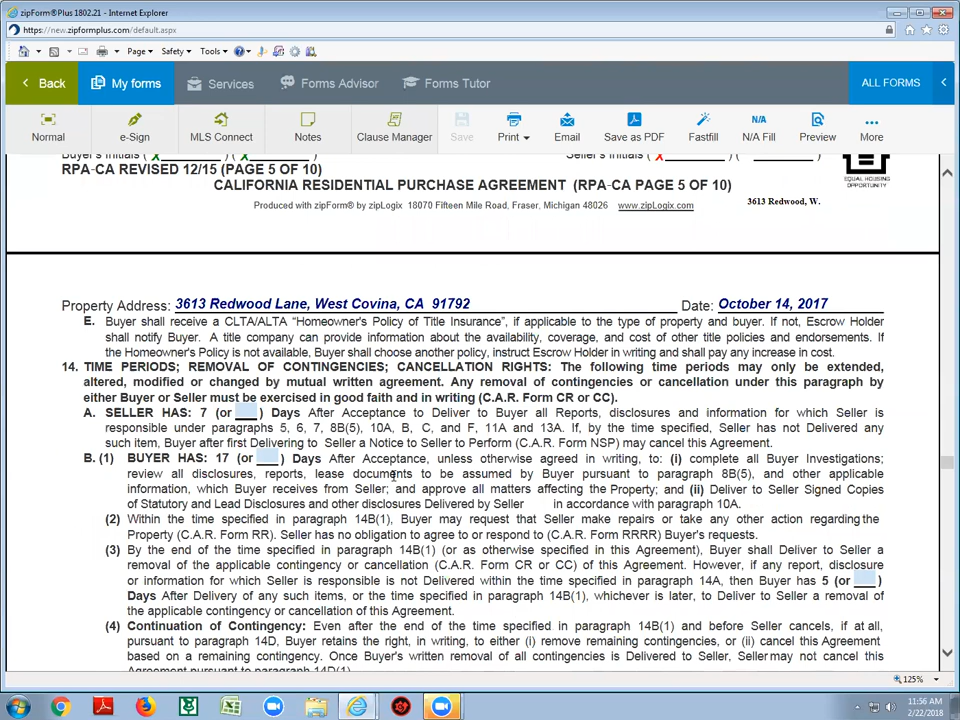 zipForm®Plus 1802.21 - Internet Explorer
https://new.zipformplus.com/default.aspx
Page Safety Tools
Back My forms Services Forms Advisor Forms Tutor ALL FORMS
Normal e-Sign MLS Connect Notes Clause Manager Save Print Email Save as PDF Fastfill N/A N/A Fill Preview More
Buyer's Initials ( X ) ( X ) Seller's Initials ( X ) ( )
RPA-CA REVISED 12/15 (PAGE 5 OF 10)
EQUAL HOUSING OPPORTUNITY
CALIFORNIA RESIDENTIAL PURCHASE AGREEMENT (RPA-CA PAGE 5 OF 10)
Produced with zipForm® by zipLogix 18070 Fifteen Mile Road, Fraser, Michigan 48026 www.zipLogix.com 3613 Redwood, W.
Property Address: 3613 Redwood Lane, West Covina, CA 91792 Date: October 14, 2017
E. Buyer shall receive a CLTA/ALTA "Homeowner's Policy of Title Insurance", if applicable to the type of property and buyer. If not, Escrow Holder
shall notify Buyer. A title company can provide information about the availability, coverage, and cost of other title policies and endorsements. If
the Homeowner's Policy is not available, Buyer shall choose another policy, instruct Escrow Holder in writing and shall pay any increase in cost.
14. TIME PERIODS; REMOVAL OF CONTINGENCIES; CANCELLATION RIGHTS: The following time periods may only be extended,
altered, modified or changed by mutual written agreement. Any removal of contingencies or cancellation under this paragraph by
either Buyer or Seller must be exercised in good faith and in writing (C.A.R. Form CR or CC).
A. SELLER HAS: 7 (or ) Days After Acceptance to Deliver to Buyer all Reports, disclosures and information for which Seller is
responsible under paragraphs 5, 6, 7, 8B(5), 10A, B, C, and F, 11A and 13A. If, by the time specified, Seller has not Delivered any
such item, Buyer after first Delivering to Seller a Notice to Seller to Perform (C.A.R. Form NSP) may cancel this Agreement.
B. (1) BUYER HAS: 17 (or ) Days After Acceptance, unless otherwise agreed in writing, to: (i) complete all Buyer Investigations;
review all disclosures, reports, lease documents to be assumed by Buyer pursuant to paragraph 8B(5), and other applicable
information, which Buyer receives from Seller; and approve all matters affecting the Property; and (ii) Deliver to Seller Signed Copies
of Statutory and Lead Disclosures and other disclosures Delivered by Seller in accordance with paragraph 10A.
(2) Within the time specified in paragraph 14B(1), Buyer may request that Seller make repairs or take any other action regarding the
Property (C.A.R. Form RR). Seller has no obligation to agree to or respond to (C.A.R. Form RRRR) Buyer's requests.
(3) By the end of the time specified in paragraph 14B(1) (or as otherwise specified in this Agreement), Buyer shall Deliver to Seller a
removal of the applicable contingency or cancellation (C.A.R. Form CR or CC) of this Agreement. However, if any report, disclosure
or information for which Seller is responsible is not Delivered within the time specified in paragraph 14A, then Buyer has 5 (or )
Days After Delivery of any such items, or the time specified in paragraph 14B(1), whichever is later, to Deliver to Seller a removal of
the applicable contingency or cancellation of this Agreement.
(4) Continuation of Contingency: Even after the end of the time specified in paragraph 14B(1) and before Seller cancels, if at all,
pursuant to paragraph 14D, Buyer retains the right, in writing, to either (i) remove remaining contingencies, or (ii) cancel this Agreement
based on a remaining contingency. Once Buyer's written removal of all contingencies is Delivered to Seller, Seller may not cancel this
Agreement pursuant to paragraph 14D(1).
125%
11:56 AM
2/22/2018